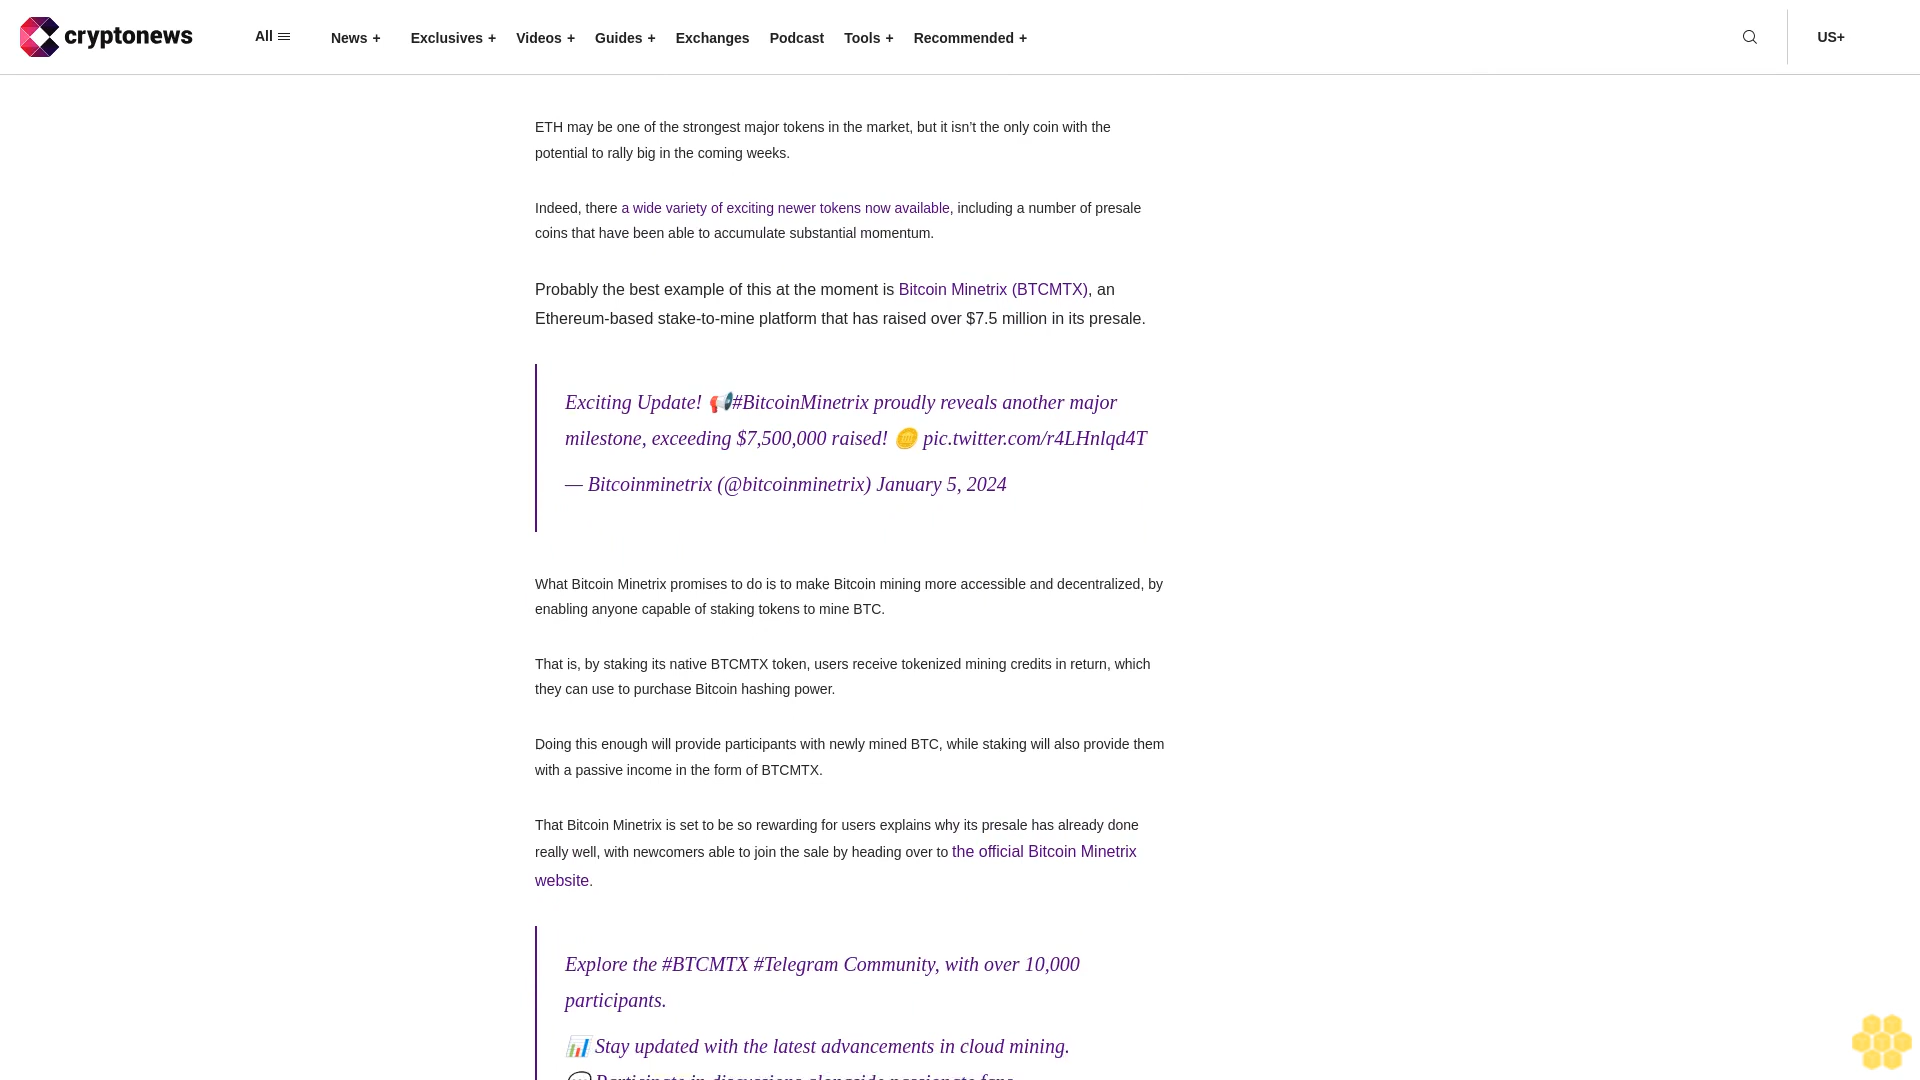 cryptonews
All
News +
Exclusives +
Videos +
Guides +
Exchanges
Podcast
Tools +
Recommended +
US+
ETH may be one of the strongest major tokens in the market, but it isn’t the only coin with the
potential to rally big in the coming weeks.
Indeed, there a wide variety of exciting newer tokens now available, including a number of presale
coins that have been able to accumulate substantial momentum.
Probably the best example of this at the moment is Bitcoin Minetrix (BTCMTX), an
Ethereum-based stake-to-mine platform that has raised over $7.5 million in its presale.
Exciting Update! 📢#BitcoinMinetrix proudly reveals another major
milestone, exceeding $7,500,000 raised! 🪙 pic.twitter.com/r4LHnlqd4T
— Bitcoinminetrix (@bitcoinminetrix) January 5, 2024
What Bitcoin Minetrix promises to do is to make Bitcoin mining more accessible and decentralized, by
enabling anyone capable of staking tokens to mine BTC.
That is, by staking its native BTCMTX token, users receive tokenized mining credits in return, which
they can use to purchase Bitcoin hashing power.
Doing this enough will provide participants with newly mined BTC, while staking will also provide them
with a passive income in the form of BTCMTX.
That Bitcoin Minetrix is set to be so rewarding for users explains why its presale has already done
really well, with newcomers able to join the sale by heading over to the official Bitcoin Minetrix
website.
Explore the #BTCMTX #Telegram Community, with over 10,000
participants.
📊 Stay updated with the latest advancements in cloud mining.
💬 Participate in discussions alongside passionate fans.